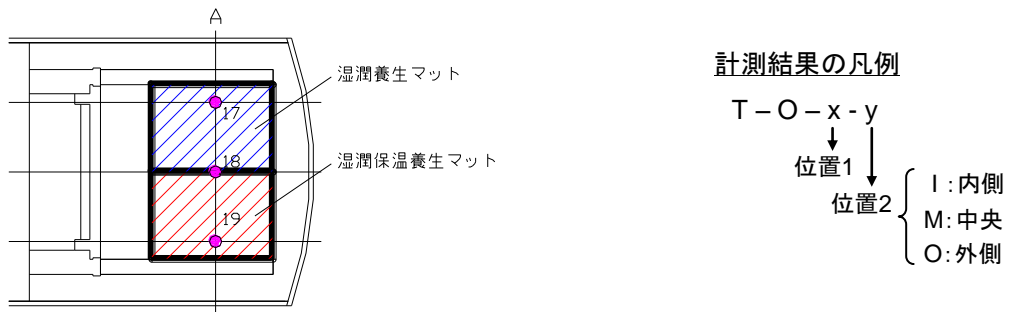 A
湿潤養生マット
17
18
湿潤保温養生マット
19
計測結果の凡例
T – O – x - y
位置1
位置2
I:内側
M:中央
O:外側